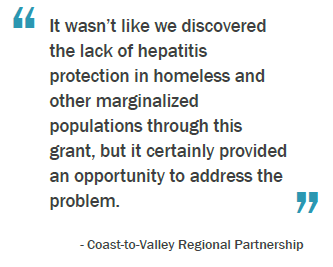 “
It wasn’t like we discovered
the lack of hepatitis
protection in homeless and
other marginalized
populations through this
grant, but it certainly provided
an opportunity to address the
problem.
”
- Coast-to-Valley Regional Partnership